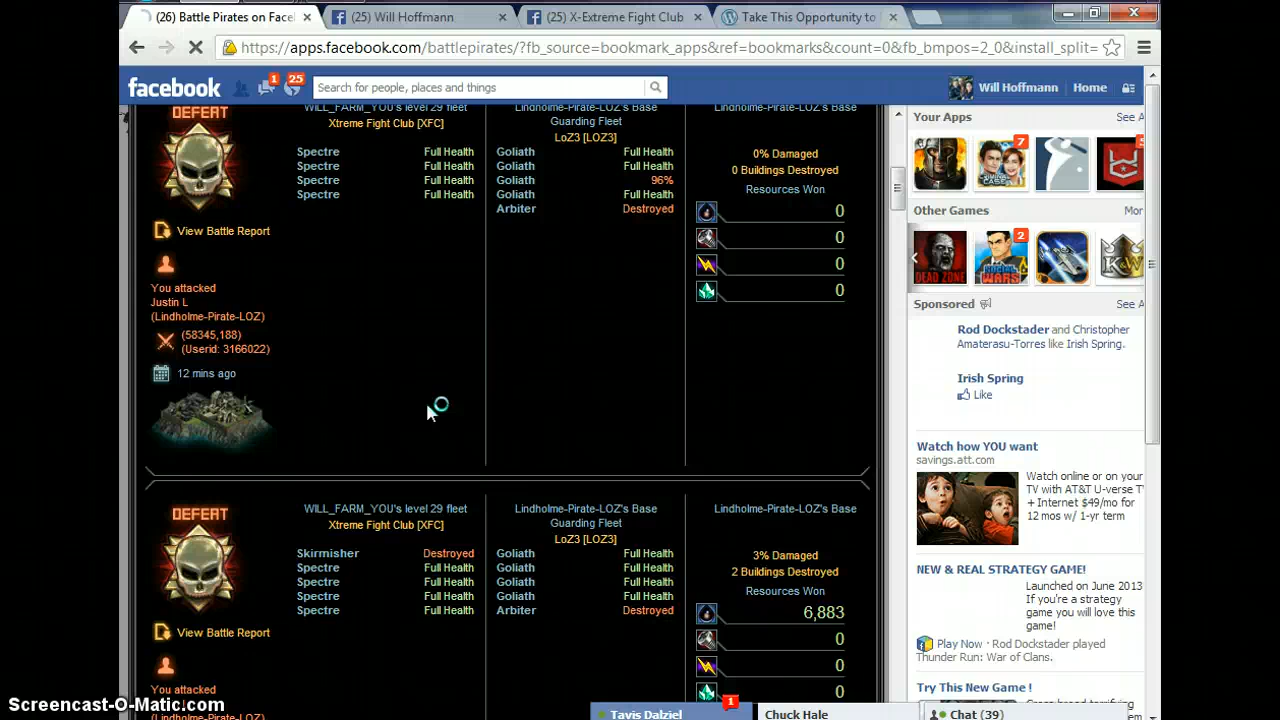 (26) Battle Pirates on Face
(25) Will Hoffmann
(25) X-Extreme Fight Club
Take This Opportunity to
https://apps.facebook.com/battlepirates/?fb_source=bookmark_apps&ref=bookmarks&count=0&fb_bmpos=2_0&install_split=
facebook
1
25
Search for people, places and things
Will Hoffmann
Home
DEFEAT
WILL_FARM_YOU's level 29 fleet
Xtreme Fight Club [XFC]
Spectre Full Health
Spectre Full Health
Spectre Full Health
Spectre Full Health
Lindholme-Pirate-LOZ's Base
Guarding Fleet
LoZ3 [LOZ3]
Goliath Full Health
Goliath Full Health
Goliath 96%
Goliath Full Health
Arbiter Destroyed
Lindholme-Pirate-LOZ's Base
0% Damaged
0 Buildings Destroyed
Resources Won
0
0
0
0
View Battle Report
You attacked
Justin L
(Lindholme-Pirate-LOZ)
(58345,188)
(Userid: 3166022)
12 mins ago
DEFEAT
WILL_FARM_YOU's level 29 fleet
Xtreme Fight Club [XFC]
Skirmisher Destroyed
Spectre Full Health
Spectre Full Health
Spectre Full Health
Spectre Full Health
Lindholme-Pirate-LOZ's Base
Guarding Fleet
LoZ3 [LOZ3]
Goliath Full Health
Goliath Full Health
Goliath Full Health
Goliath Full Health
Arbiter Destroyed
Lindholme-Pirate-LOZ's Base
3% Damaged
2 Buildings Destroyed
Resources Won
6,883
0
0
0
View Battle Report
You attacked
(Lindholme-Pirate-LOZ)
Your Apps
See A
7
CRIMINAL CASE
Other Games
Mor
DEAD ZONE
2
SOCIAL WARS
K&W
Sponsored
See A
Rod Dockstader and Christopher
Amaterasu-Torres like Irish Spring.
Irish Spring
Like
Watch how YOU want
savings.att.com
Watch online or on your
TV with AT&T U-verse T
+ Internet $49/mo for
12 mos w/ 1-yr term
NEW & REAL STRATEGY GAME!
Launched on June 2013
If you're a strategy
game you will love this
game!
Play Now · Rod Dockstader played
Thunder Run: War of Clans.
Try This New Game !
1
Tavis Dalziel
Chuck Hale
Chat (39)
Screencast-O-Matic.com